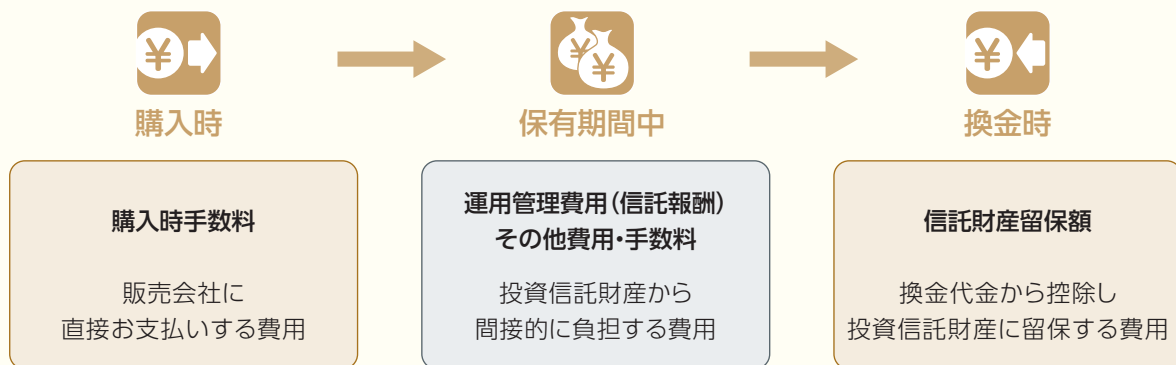 購入時
保有期間中
換金時
購入時手数料
販売会社に
直接お支払いする費用
運用管理費用(信託報酬)
その他費用・手数料
投資信託財産から
間接的に負担する費用
信託財産留保額
換金代金から控除し
投資信託財産に留保する費用